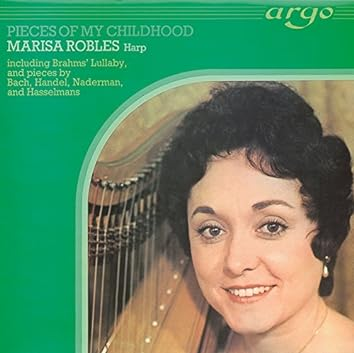 argo
PIECES OF MY CHILDHOOD
MARISA ROBLES Harp
including Brahms' Lullaby,
and pieces by
Bach, Handel, Naderman,
and Hasselmans